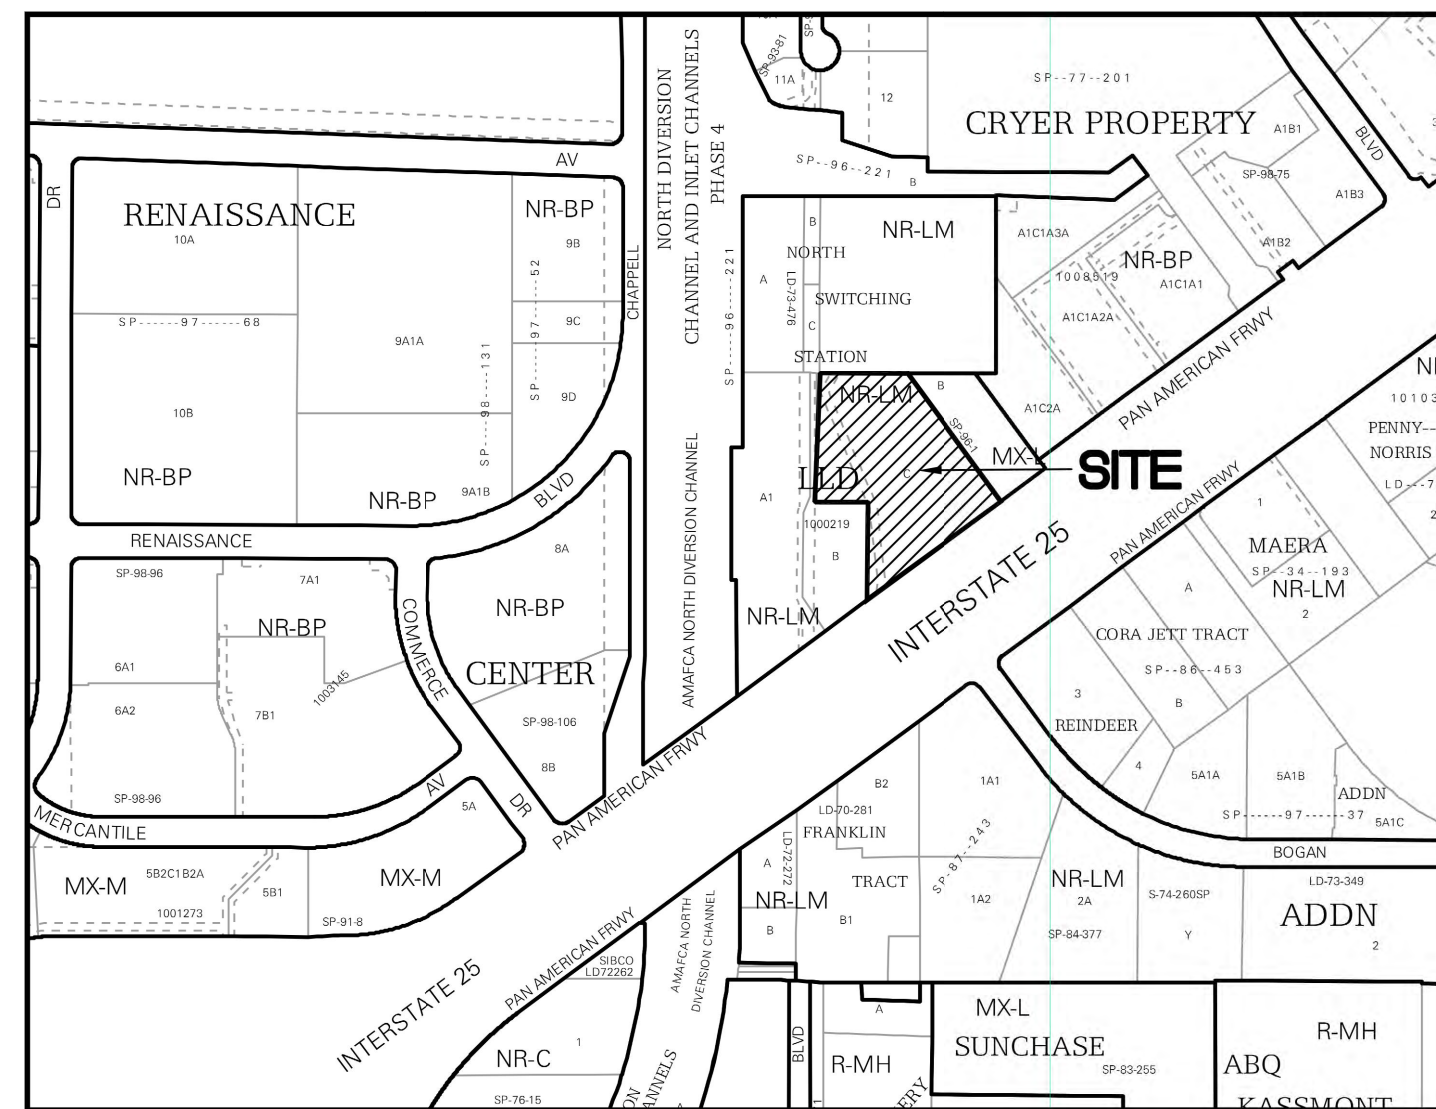 SP-93-81
11A
12
SP--77--201
CRYER PROPERTY
A1B1
BLVD
NORTH DIVERSION
CHANNEL AND INLET CHANNELS
PHASE 4
AV
DR
SP--96--221
B
SP-98-75
A1B3
RENAISSANCE
10A
NR-BP
9B
NR-LM
B
NORTH
A
LD-73-476
SWITCHING
C
STATION
A1C1A3A
NR-BP
A1B2
1008519
A1C1A1
A1C1A2A
CHAPPELL
SP------97------52
9C
9D
SP------97------68
9A1A
SP---98---131
SP---96-----221
10B
NR-BP
NR-BP
9A1B
BLVD
PAN AMERICAN FRWY
NR-LM
B
A1C2A
SP-96-1
MX-L
SITE
LLD
C
A1
1000219
B
NR-LM
10103
PENNY--
NORRIS
LD---7
2
PAN AMERICAN FRWY
1
MAERA
SP--34--193
NR-LM
2
RENAISSANCE
SP-98-96
7A1
8A
COMMERCE
NR-BP
NR-BP
CENTER
AMAFCA NORTH DIVERSION CHANNEL
INTERSTATE 25
A
CORA JETT TRACT
SP--86--453
B
3
REINDEER
4
6A1
6A2
7B1
1003145
SP-98-106
8B
PAN AMERICAN FRWY
5A1A
5A1B
ADDN
SP------97------37
5A1C
SP-98-96
AV
DR
5A
MERCANTILE
B2
1A1
LD-70-281
FRANKLIN
LD-72-2272
SP--87--243
A
TRACT
BOGAN
MX-M
5B2C1B2A
5B1
MX-M
1001273
SP-91-8
NR-LM
B
B1
1A2
NR-LM
2A
SP-84-377
S-74-260SP
Y
LD-73-349
ADDN
2
PAN AMERICAN FRWY
SIBCO
LD72262
AMAFCA NORTH
DIVERSION CHANNEL
INTERSTATE 25
A
MX-L
SUNCHASE
SP-83-255
R-MH
BLVD
R-MH
ABQ
KASSMONT
NR-C
1
SP-76-15